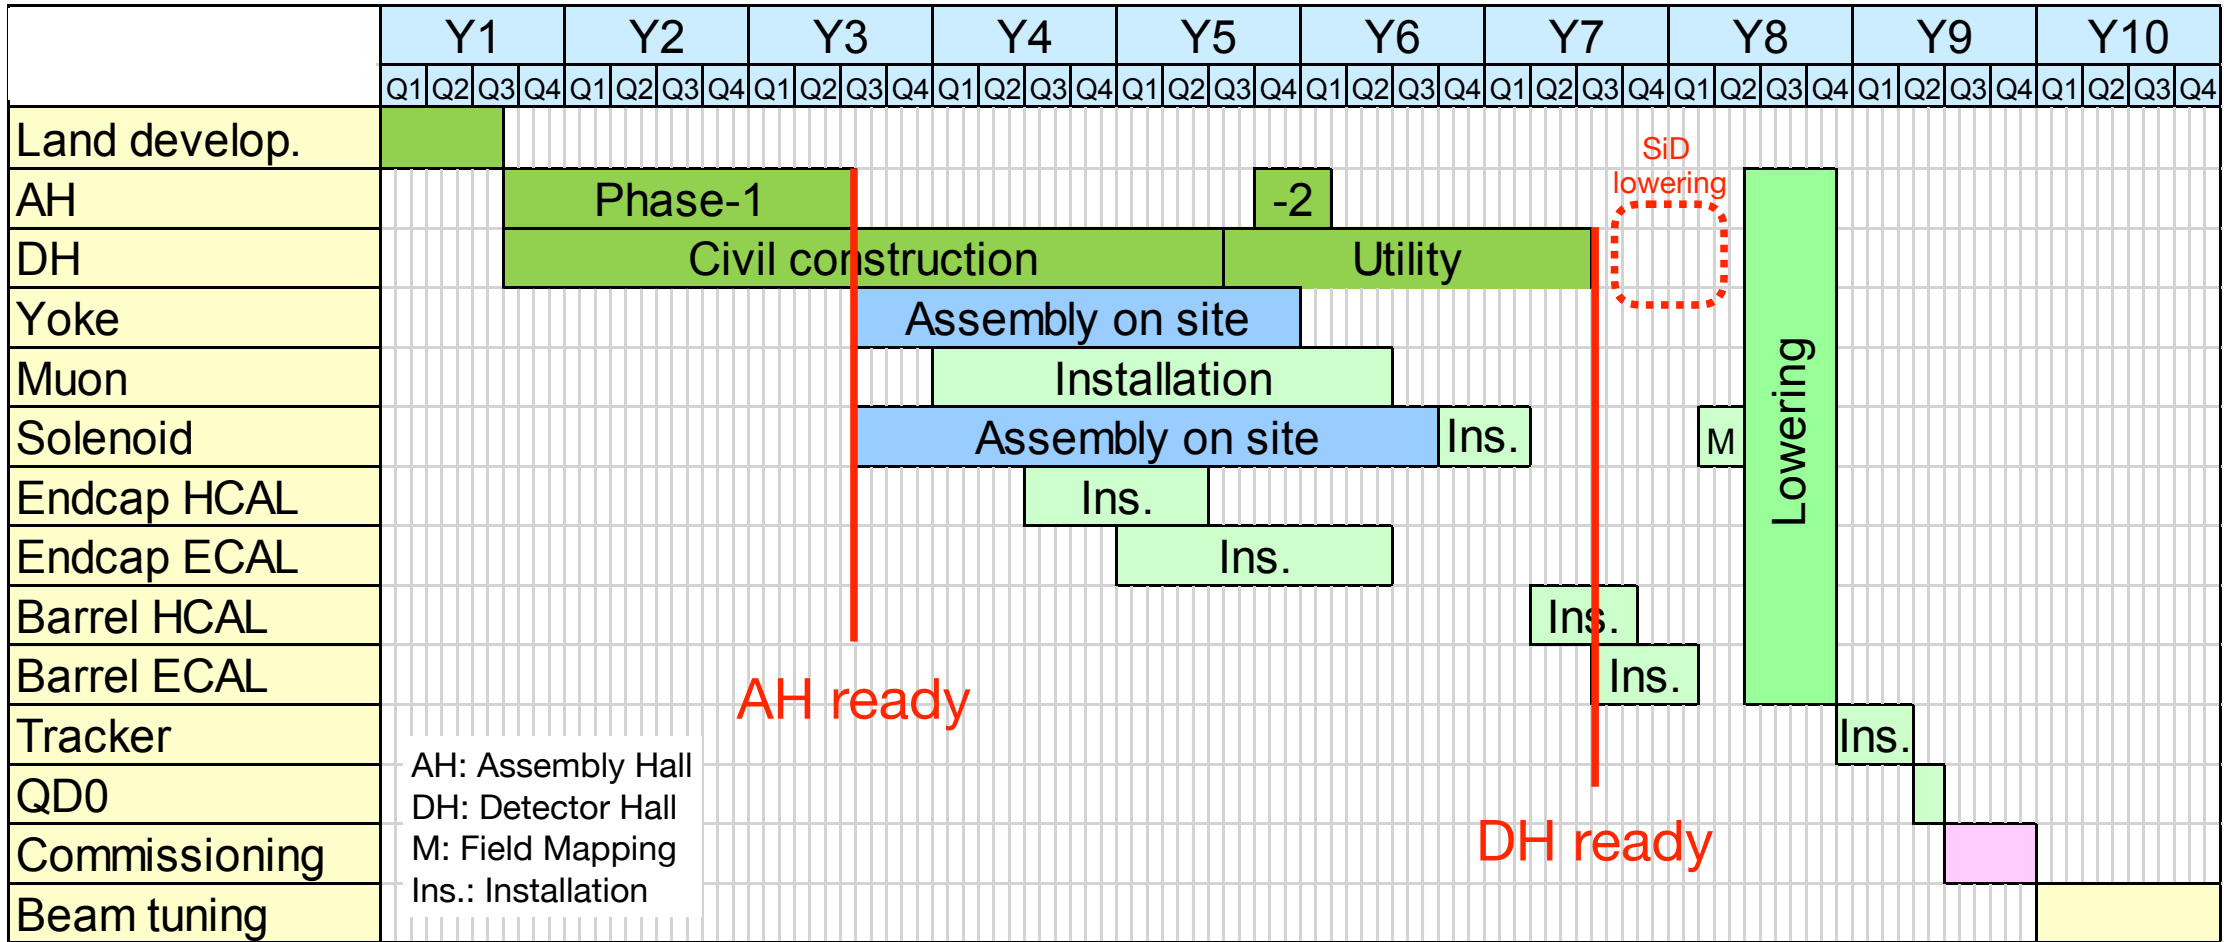 Y1 Y2 Y3 Y4 Y5 Y6 Y7 Y8 Y9 Y10
Q1 Q2 Q3 Q4 Q1 Q2 Q3 Q4 Q1 Q2 Q3 Q4 Q1 Q2 Q3 Q4 Q1 Q2 Q3 Q4 Q1 Q2 Q3 Q4 Q1 Q2 Q3 Q4 Q1 Q2 Q3 Q4 Q1 Q2 Q3 Q4 Q1 Q2 Q3 Q4
Land develop.
SiD
lowering
AH Phase-1 -2
DH Civil construction Utility
Yoke Assembly on site
Muon Installation
Lowering
Solenoid Assembly on site Ins. M
Endcap HCAL Ins.
Endcap ECAL Ins.
Barrel HCAL Ins.
Barrel ECAL Ins.
AH ready
Tracker Ins.
QD0
DH ready
Commissioning
Beam tuning
AH: Assembly Hall
DH: Detector Hall
M: Field Mapping
Ins.: Installation